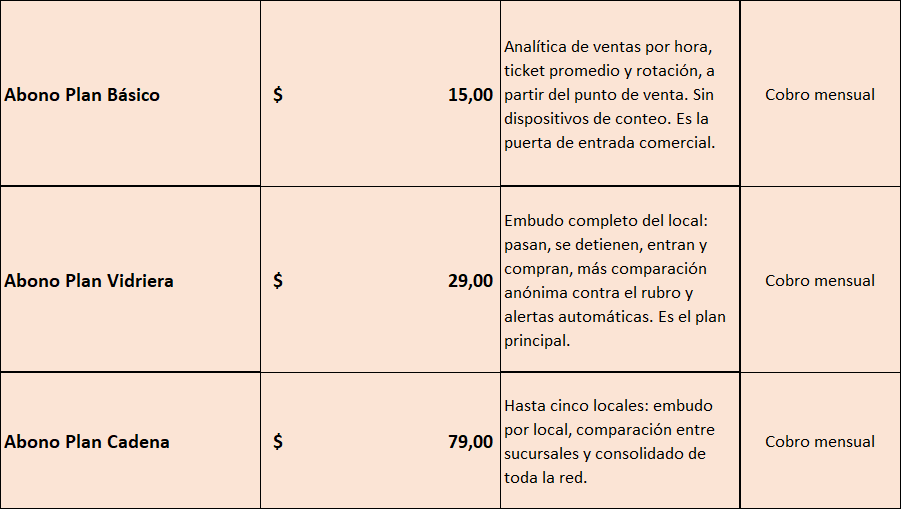 Abono Plan Básico
$ 15,00
Analítica de ventas por hora,
ticket promedio y rotación, a
partir del punto de venta. Sin
dispositivos de conteo. Es la
puerta de entrada comercial.
Cobro mensual
Abono Plan Vidriera
$ 29,00
Embudo completo del local:
pasan, se detienen, entran y
compran, más comparación
anónima contra el rubro y
alertas automáticas. Es el plan
principal.
Cobro mensual
Abono Plan Cadena
$ 79,00
Hasta cinco locales: embudo
por local, comparación entre
sucursales y consolidado de
toda la red.
Cobro mensual